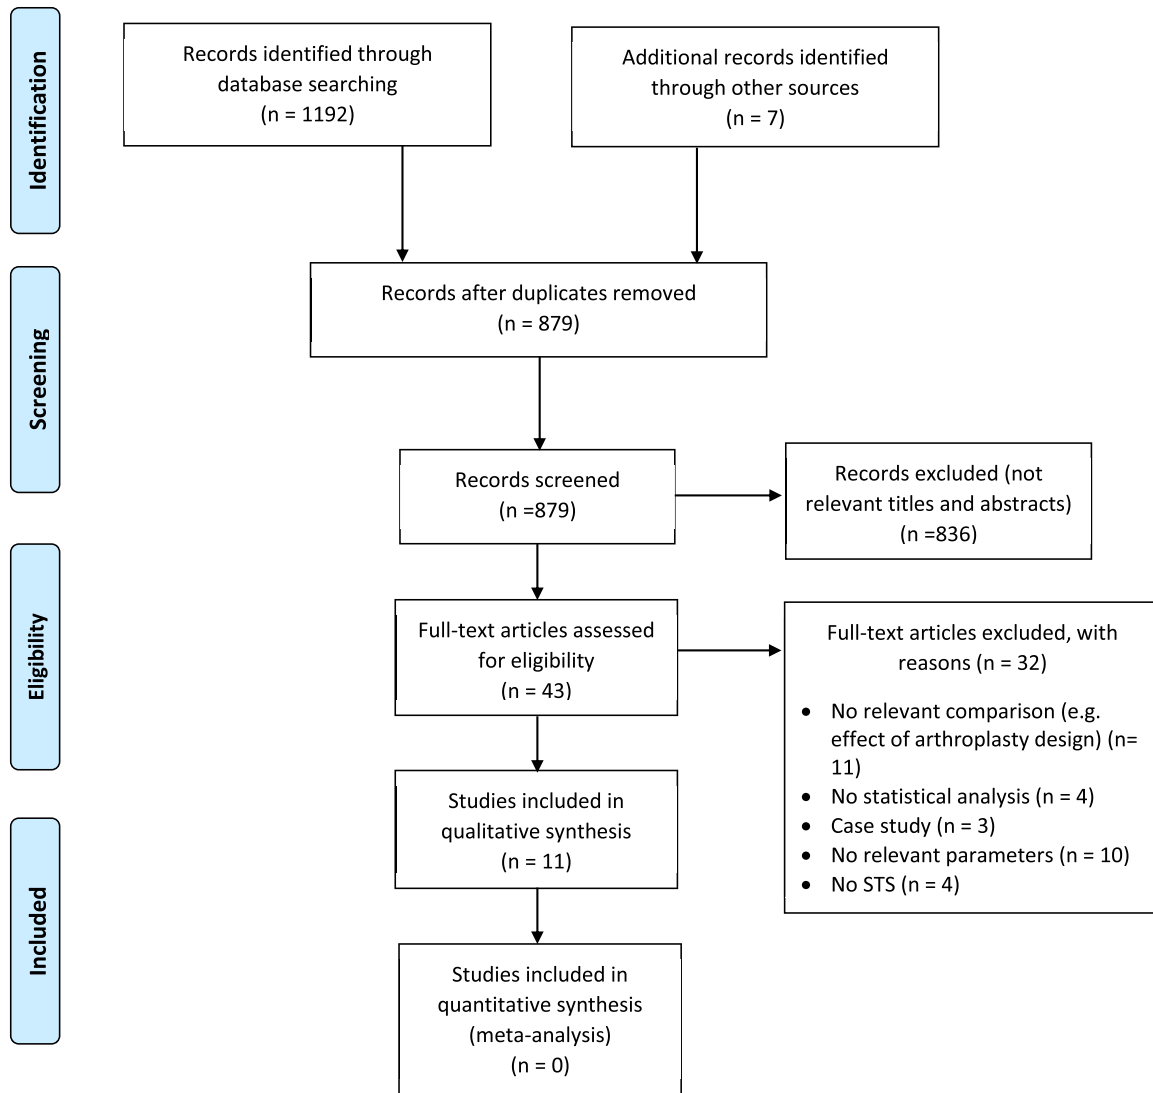 Identification
Records identified through
database searching
(n = 1192)
Additional records identified
through other sources
(n = 7)
Screening
Records after duplicates removed
(n = 879)
Records screened
(n =879)
Records excluded (not
relevant titles and abstracts)
(n =836)
Eligibility
Full-text articles assessed
for eligibility
(n = 43)
Full-text articles excluded, with
reasons (n = 32)
• No relevant comparison (e.g.
effect of arthroplasty design) (n=
11)
• No statistical analysis (n = 4)
• Case study (n = 3)
• No relevant parameters (n = 10)
• No STS (n = 4)
Included
Studies included in
qualitative synthesis
(n = 11)
Studies included in
quantitative synthesis
(meta-analysis)
(n = 0)